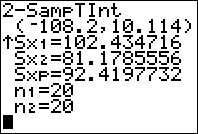 2-SampTInt
(-108.2,10.114)
↑Sx1=102.434716
Sx2=81.1785556
Sxp=92.4197732
n1=20
n2=20